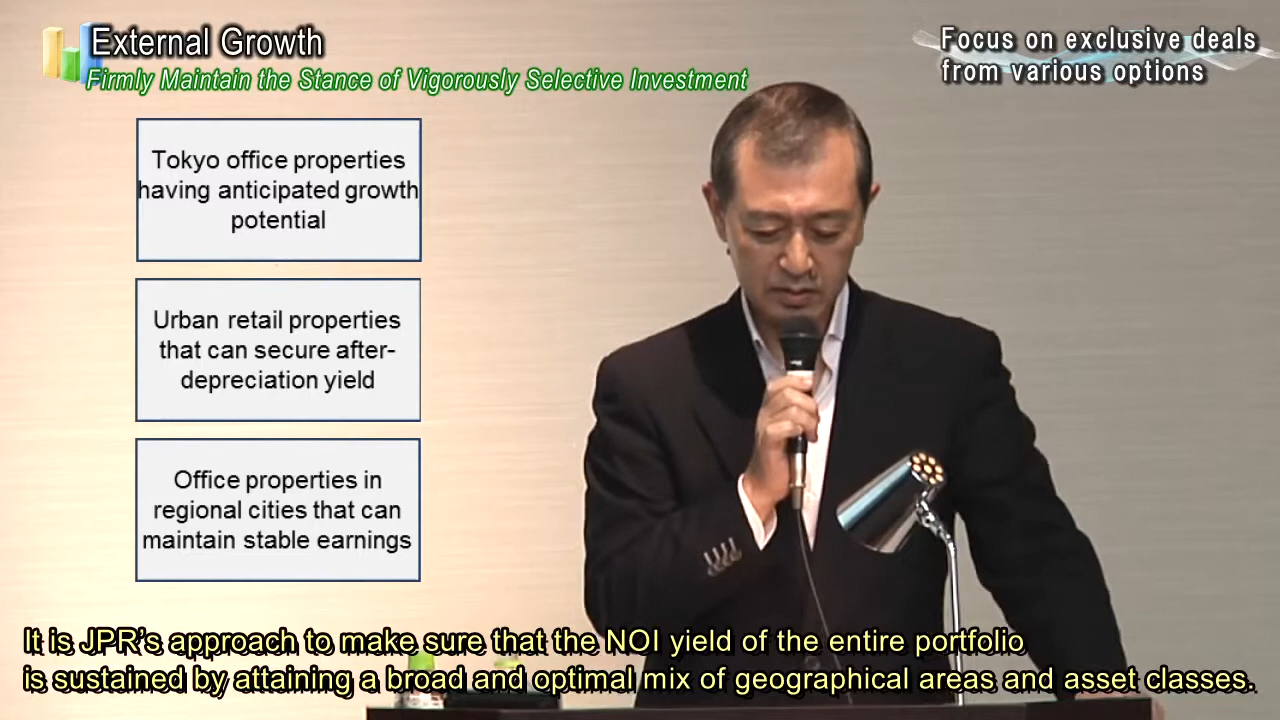 External Growth
Firmly Maintain the Stance of Vigorously Selective Investment
Focus on exclusive deals
from various options
Tokyo office properties
having anticipated growth
potential
Urban retail properties
that can secure after-
depreciation yield
Office properties in
regional cities that can
maintain stable earnings
It is JPR's approach to make sure that the NOI yield of the entire portfolio
is sustained by attaining a broad and optimal mix of geographical areas and asset classes.